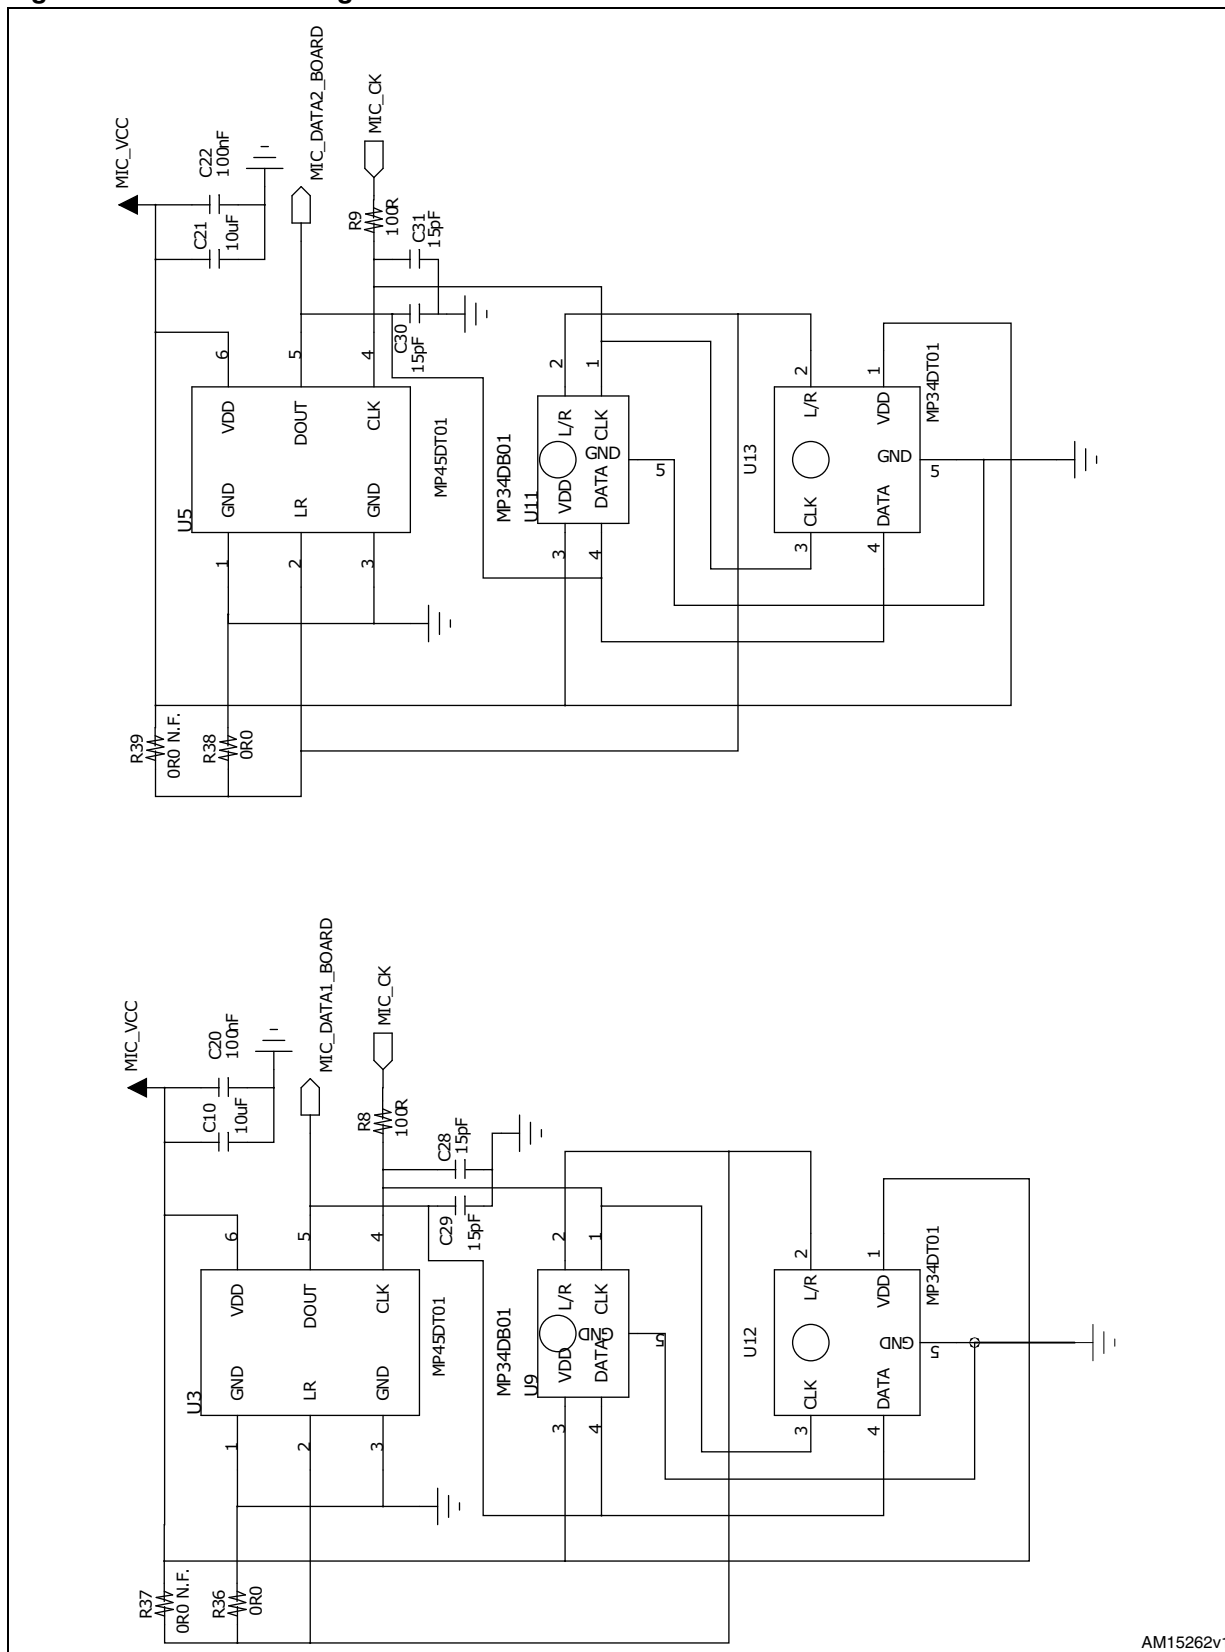 MIC_VCC
C22
100nF
C21
10uF
MIC_DATA2_BOARD
MIC_CK
R9
100R
C31
15pF
C30
15pF
6
5
4
VDD
DOUT
CLK
GND
LR
GND
U5
MP45DT01
1
2
3
2
1
L/R
CLK
GND
VDD
DATA
5
MP34DB01
U11
3
4
2
1
L/R
VDD
GND
CLK
DATA
5
U13
MP34DT01
3
4
R39
0R0 N.F.
R38
0R0
MIC_VCC
C20
100nF
C10
10uF
MIC_DATA1_BOARD
MIC_CK
R8
100R
C28
15pF
C29
15pF
6
5
4
VDD
DOUT
CLK
GND
LR
GND
U3
MP45DT01
1
2
3
2
1
L/R
CLK
GND
VDD
DATA
5
MP34DB01
U9
3
4
2
1
L/R
VDD
GND
CLK
DATA
5
U12
MP34DT01
3
4
R37
0R0 N.F.
R36
0R0
AM15262v1